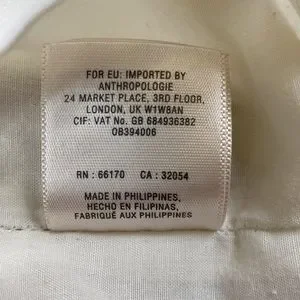 FOR EU: IMPORTED BY
ANTHROPOLOGIE
24 MARKET PLACE, 3RD FLOOR,
LONDON, UK W1W8AN
CIF: VAT No. GB 684936382
OB394006
RN : 66170 CA : 32054
MADE IN PHILIPPINES,
HECHO EN FILIPINAS,
FABRIQUÉ AUX PHILIPPINES